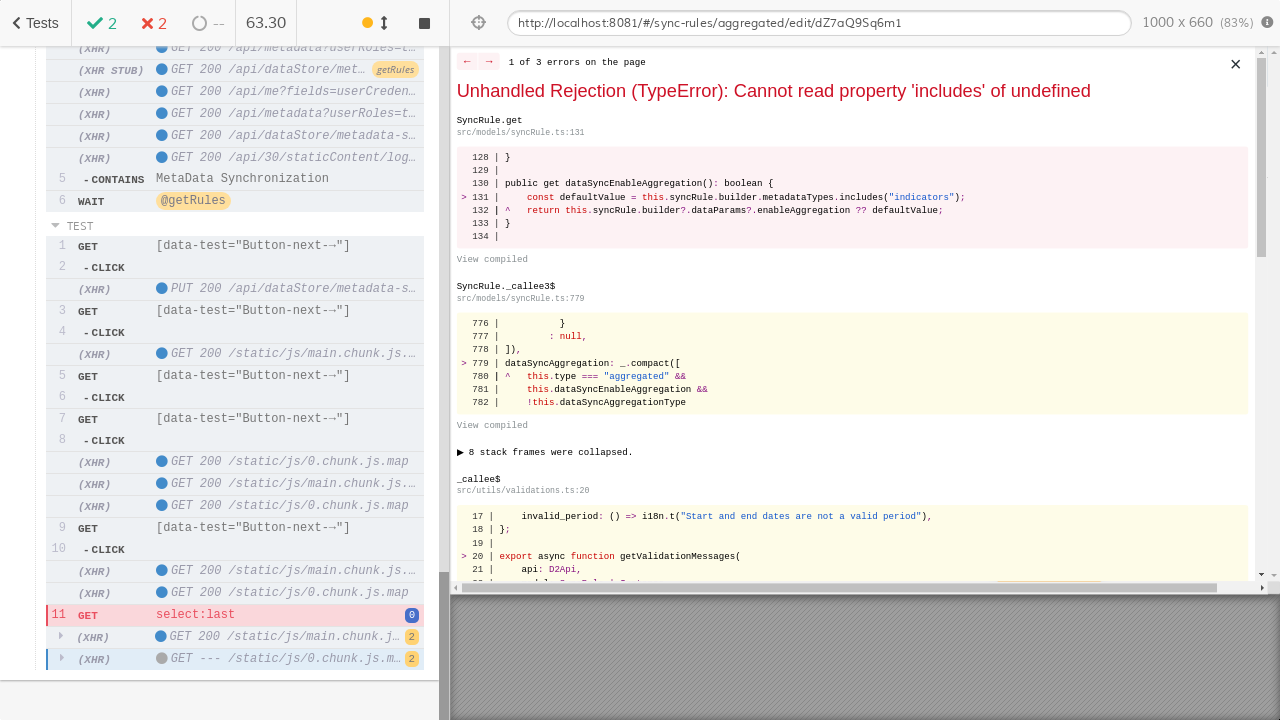 Tests
2
2
--
63.30
http://localhost:8081/#/sync-rules/aggregated/edit/dZ7aQ9Sq6m1
1000 x 660 (83%)
(XHR) GET 200 /api/metadata?userRoles=t…
(XHR STUB) GET 200 /api/dataStore/met… getRules
(XHR) GET 200 /api/me?fields=userCreden…
(XHR) GET 200 /api/metadata?userRoles=t…
(XHR) GET 200 /api/dataStore/metadata-s…
(XHR) GET 200 /api/30/staticContent/log…
5 -CONTAINS MetaData Synchronization
6 WAIT @getRules
TEST
1 GET [data-test="Button-next-→"]
2 -CLICK
(XHR) PUT 200 /api/dataStore/metadata-s…
3 GET [data-test="Button-next-→"]
4 -CLICK
(XHR) GET 200 /static/js/main.chunk.js.…
5 GET [data-test="Button-next-→"]
6 -CLICK
7 GET [data-test="Button-next-→"]
8 -CLICK
(XHR) GET 200 /static/js/0.chunk.js.map
(XHR) GET 200 /static/js/main.chunk.js.…
(XHR) GET 200 /static/js/0.chunk.js.map
9 GET [data-test="Button-next-→"]
10 -CLICK
(XHR) GET 200 /static/js/main.chunk.js.…
(XHR) GET 200 /static/js/0.chunk.js.map
11 GET select:last 0
(XHR) GET 200 /static/js/main.chunk.j… 2
(XHR) GET --- /static/js/0.chunk.js.m… 2
← → 1 of 3 errors on the page ×
Unhandled Rejection (TypeError): Cannot read property 'includes' of undefined
SyncRule.get
src/models/syncRule.ts:131
128 | }
129 |
130 | public get dataSyncEnableAggregation(): boolean {
> 131 | const defaultValue = this.syncRule.builder.metadataTypes.includes("indicators");
132 | ^ return this.syncRule.builder?.dataParams?.enableAggregation ?? defaultValue;
133 | }
134 |
View compiled
SyncRule._callee3$
src/models/syncRule.ts:779
776 | }
777 | : null,
778 | ]),
> 779 | dataSyncAggregation: _.compact([
780 | ^ this.type === "aggregated" &&
781 | this.dataSyncEnableAggregation &&
782 | !this.dataSyncAggregationType
View compiled
▶ 8 stack frames were collapsed.
_callee$
src/utils/validations.ts:20
17 | invalid_period: () => i18n.t("Start and end dates are not a valid period"),
18 | };
19 |
> 20 | export async function getValidationMessages(
21 | api: D2Api,